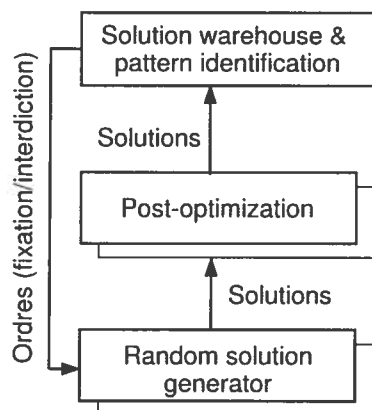 Solution warehouse &
pattern identification
Ordres (fixation/interdiction)
Solutions
Post-optimization
Solutions
Random solution
generator